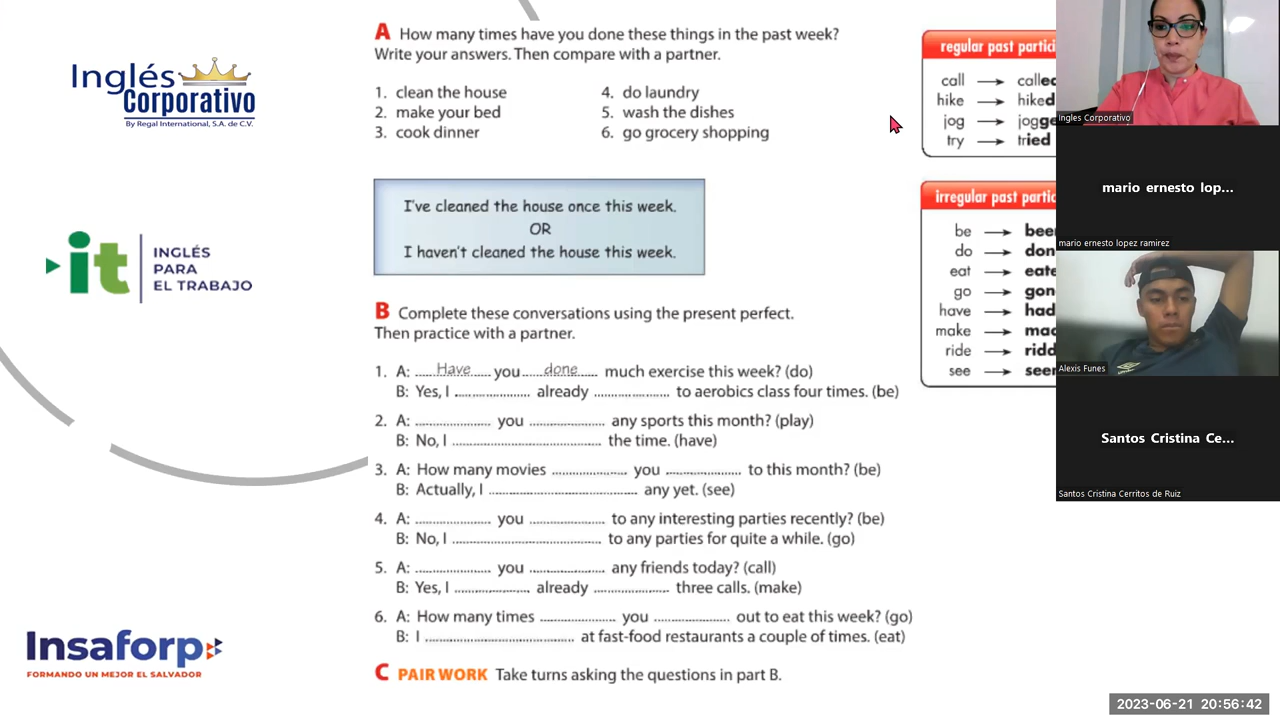 Inglés
Corporativo
By Regal International, S.A. de C.V.
it
INGLÉS
PARA
EL TRABAJO
Insaforp
FORMANDO UN MEJOR EL SALVADOR
A How many times have you done these things in the past week?
Write your answers. Then compare with a partner.
1. clean the house
2. make your bed
3. cook dinner
4. do laundry
5. wash the dishes
6. go grocery shopping
I've cleaned the house once this week.
OR
I haven't cleaned the house this week.
B Complete these conversations using the present perfect.
Then practice with a partner.
1. A: ......Have...... you ......done...... much exercise this week? (do)
B: Yes, I .................... already .................... to aerobics class four times. (be)
2. A: .................... you .................... any sports this month? (play)
B: No, I ........................................ the time. (have)
3. A: How many movies .................... you .................... to this month? (be)
B: Actually, I ........................................ any yet. (see)
4. A: .................... you .................... to any interesting parties recently? (be)
B: No, I ........................................ to any parties for quite a while. (go)
5. A: .................... you .................... any friends today? (call)
B: Yes, I .................... already .................... three calls. (make)
6. A: How many times .................... you .................... out to eat this week? (go)
B: I ........................................ at fast-food restaurants a couple of times. (eat)
C PAIR WORK Take turns asking the questions in part B.
regular past partici
call → called
hike → hiked
jog → jogge
try → tried
irregular past partic
be → been
do → don
eat → eate
go → gon
have → had
make → mad
ride → ridd
see → seen
Ingles Corporativo
mario ernesto lop...
mario ernesto lopez ramirez
Alexis Funes
Santos Cristina Ce...
Santos Cristina Cerritos de Ruiz
2023-06-21 20:56:42